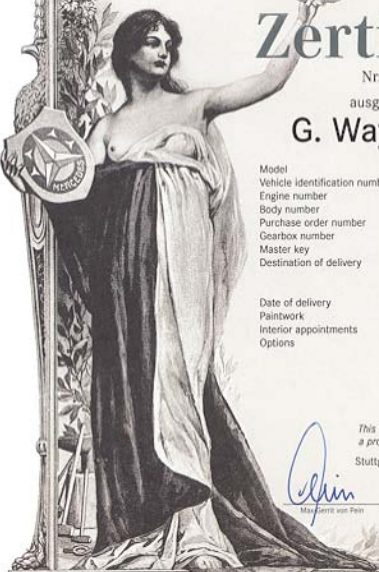 Zert
Nr
ausg
G. Wa
MERCEDES
Model
Vehicle identification numb
Engine number
Body number
Purchase order number
Gearbox number
Master key
Destination of delivery
Date of delivery
Paintwork
Interior appointments
Options
This
a pro
Stuttg
Max-Gerrit von Pein